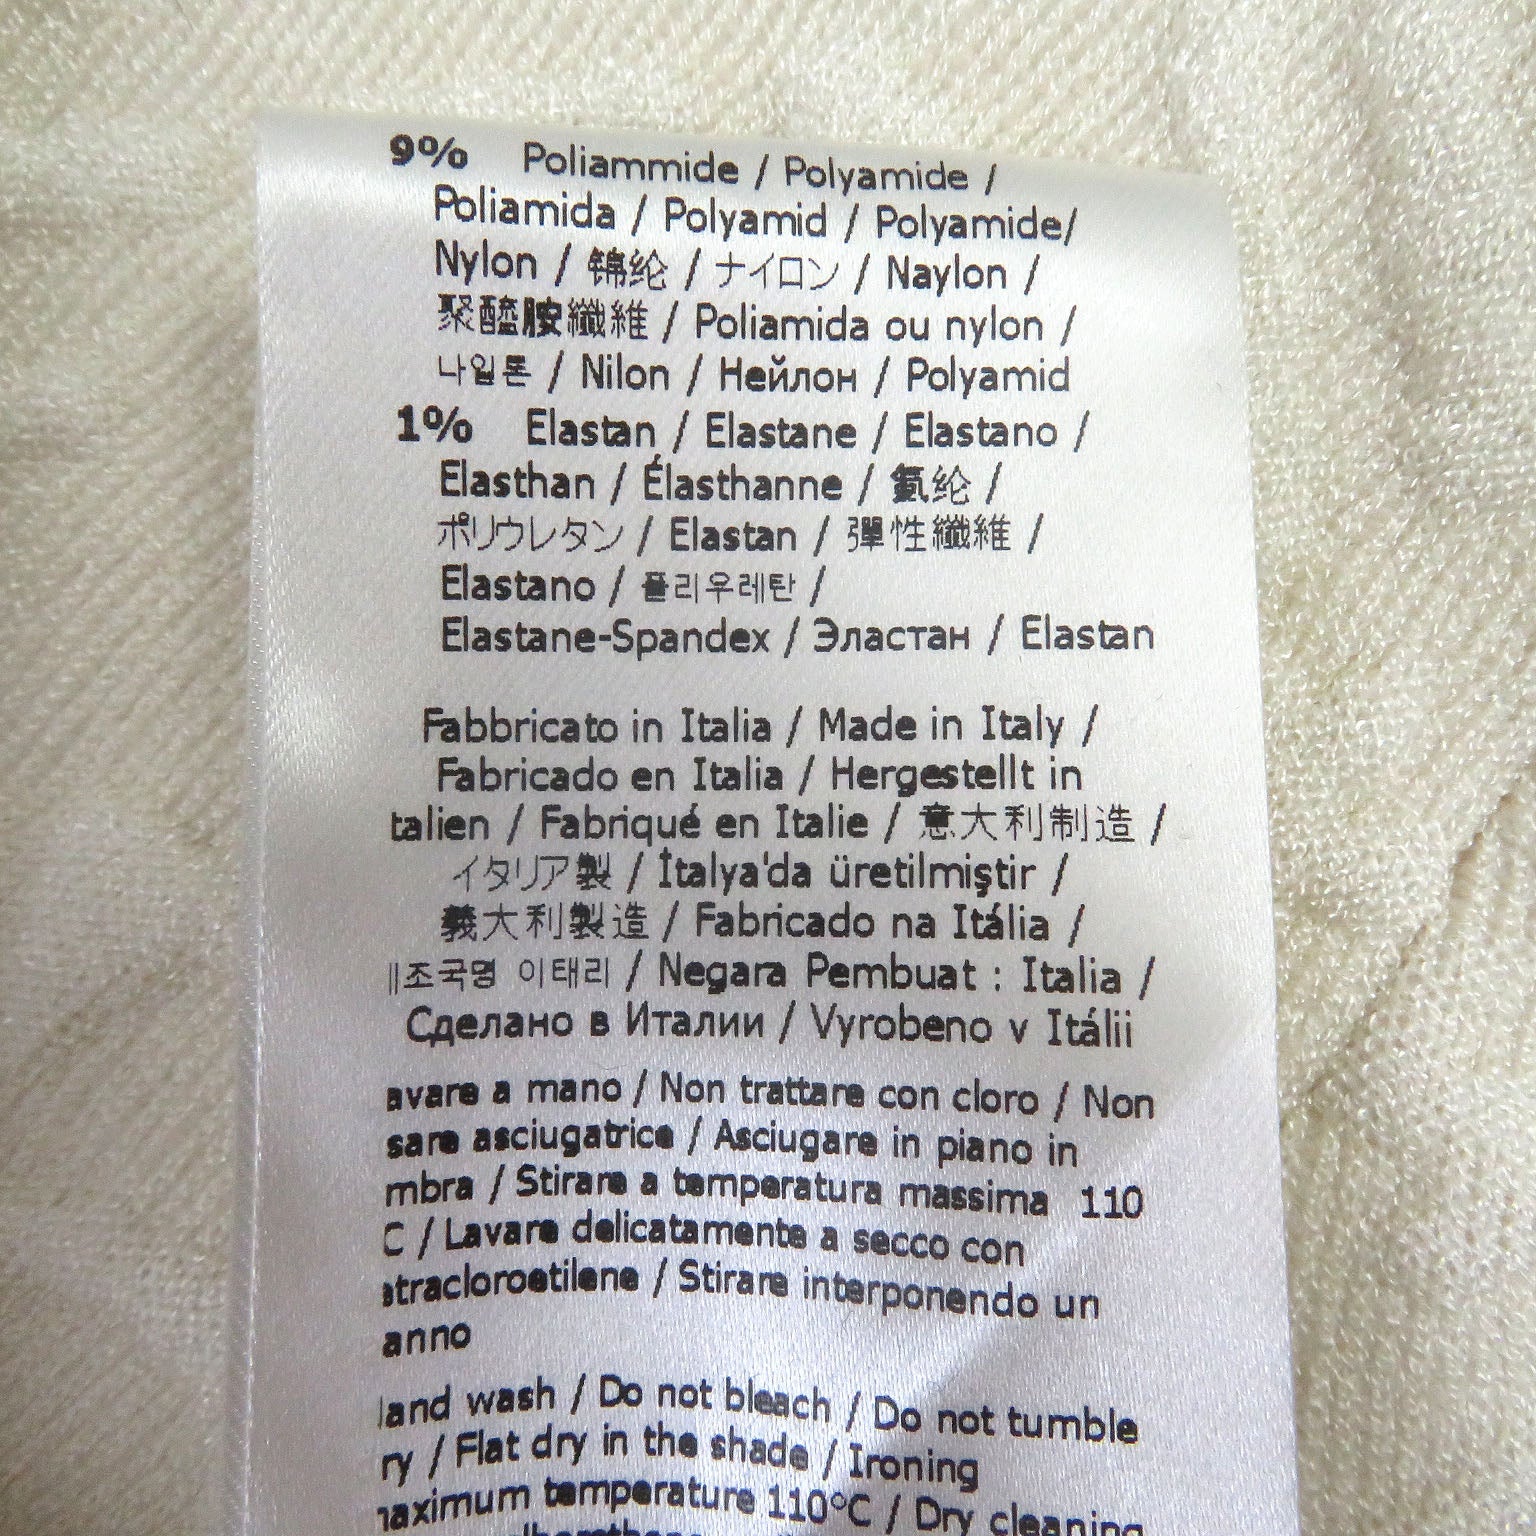 9% Poliammide / Polyamide /
Poliamida / Polyamid / Polyamide/
Nylon / 锦纶 / ナイロン / Naylon /
聚醯胺纖維 / Poliamida ou nylon /
나일론 / Nilon / Нейлон / Polyamid
1% Elastan / Elastane / Elastano /
Elasthan / Élasthanne / 氨纶 /
ポリウレタン / Elastan / 彈性纖維 /
Elastano / 폴리우레탄 /
Elastane-Spandex / Эластан / Elastan
Fabbricato in Italia / Made in Italy /
Fabricado en Italia / Hergestellt in
talien / Fabriqué en Italie / 意大利制造 /
イタリア製 / İtalya'da üretilmiştir /
義大利製造 / Fabricado na Itália /
조국명 이태리 / Negara Pembuat : Italia /
Сделано в Италии / Vyrobeno v Itálii
avare a mano / Non trattare con cloro / Non
sare asciugatrice / Asciugare in piano in
mbra / Stirare a temperatura massima 110
C / Lavare delicatamente a secco con
tracloroetilene / Stirare interponendo un
anno
and wash / Do not bleach / Do not tumble
ry / Flat dry in the shade / Ironing
maximum temperature 110°C / Dry cleaning